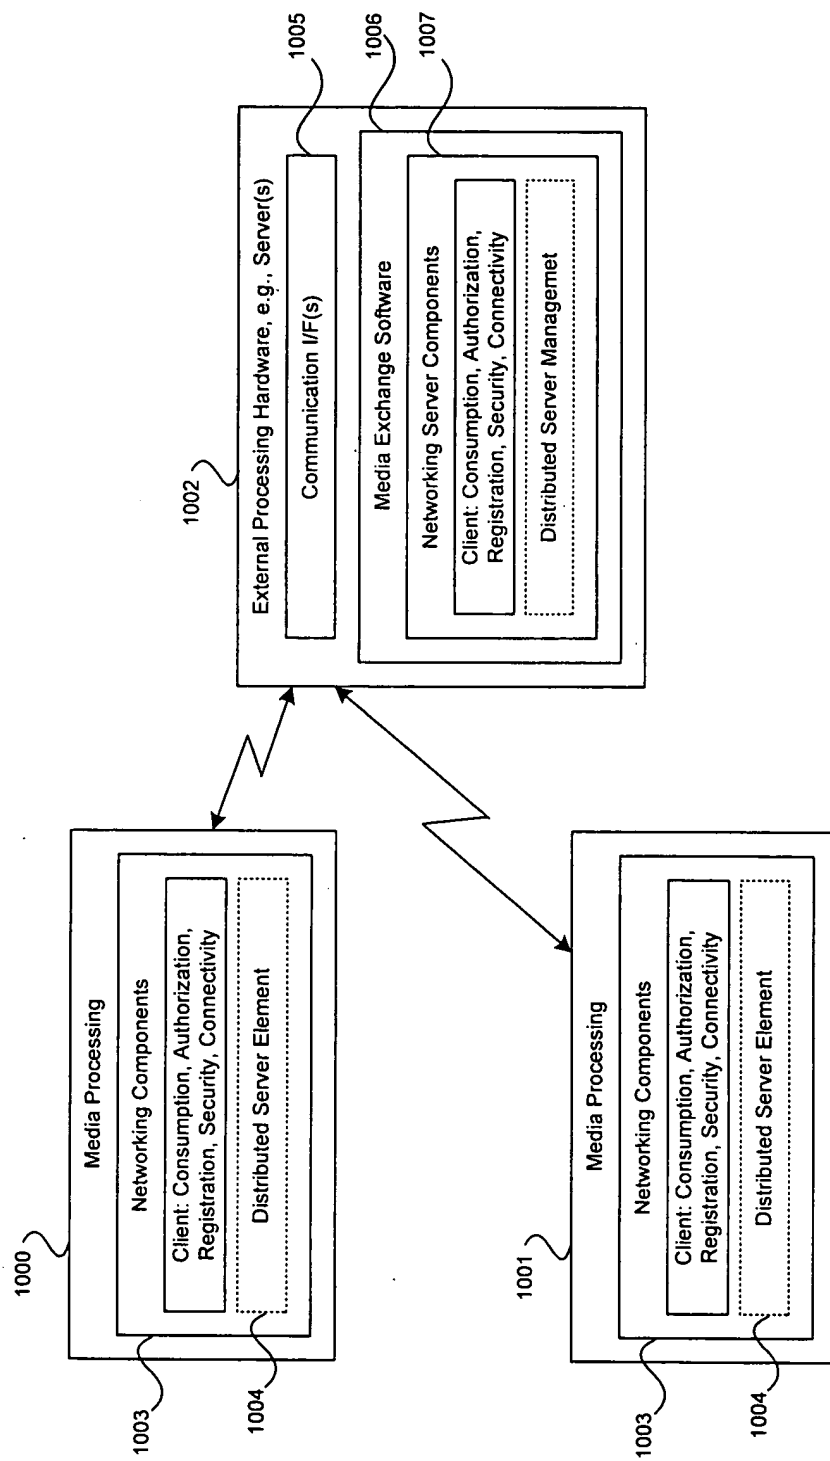 1000
Media Processing
Networking Components
Client: Consumption, Authorization,
Registration, Security, Connectivity
Distributed Server Element
1003
1004
1002
External Processing Hardware, e.g., Server(s)
Communication I/F(s)
Media Exchange Software
Networking Server Components
Client: Consumption, Authorization,
Registration, Security, Connectivity
Distributed Server Managemet
1005
1006
1007
1001
Media Processing
Networking Components
Client: Consumption, Authorization,
Registration, Security, Connectivity
Distributed Server Element
1003
1004